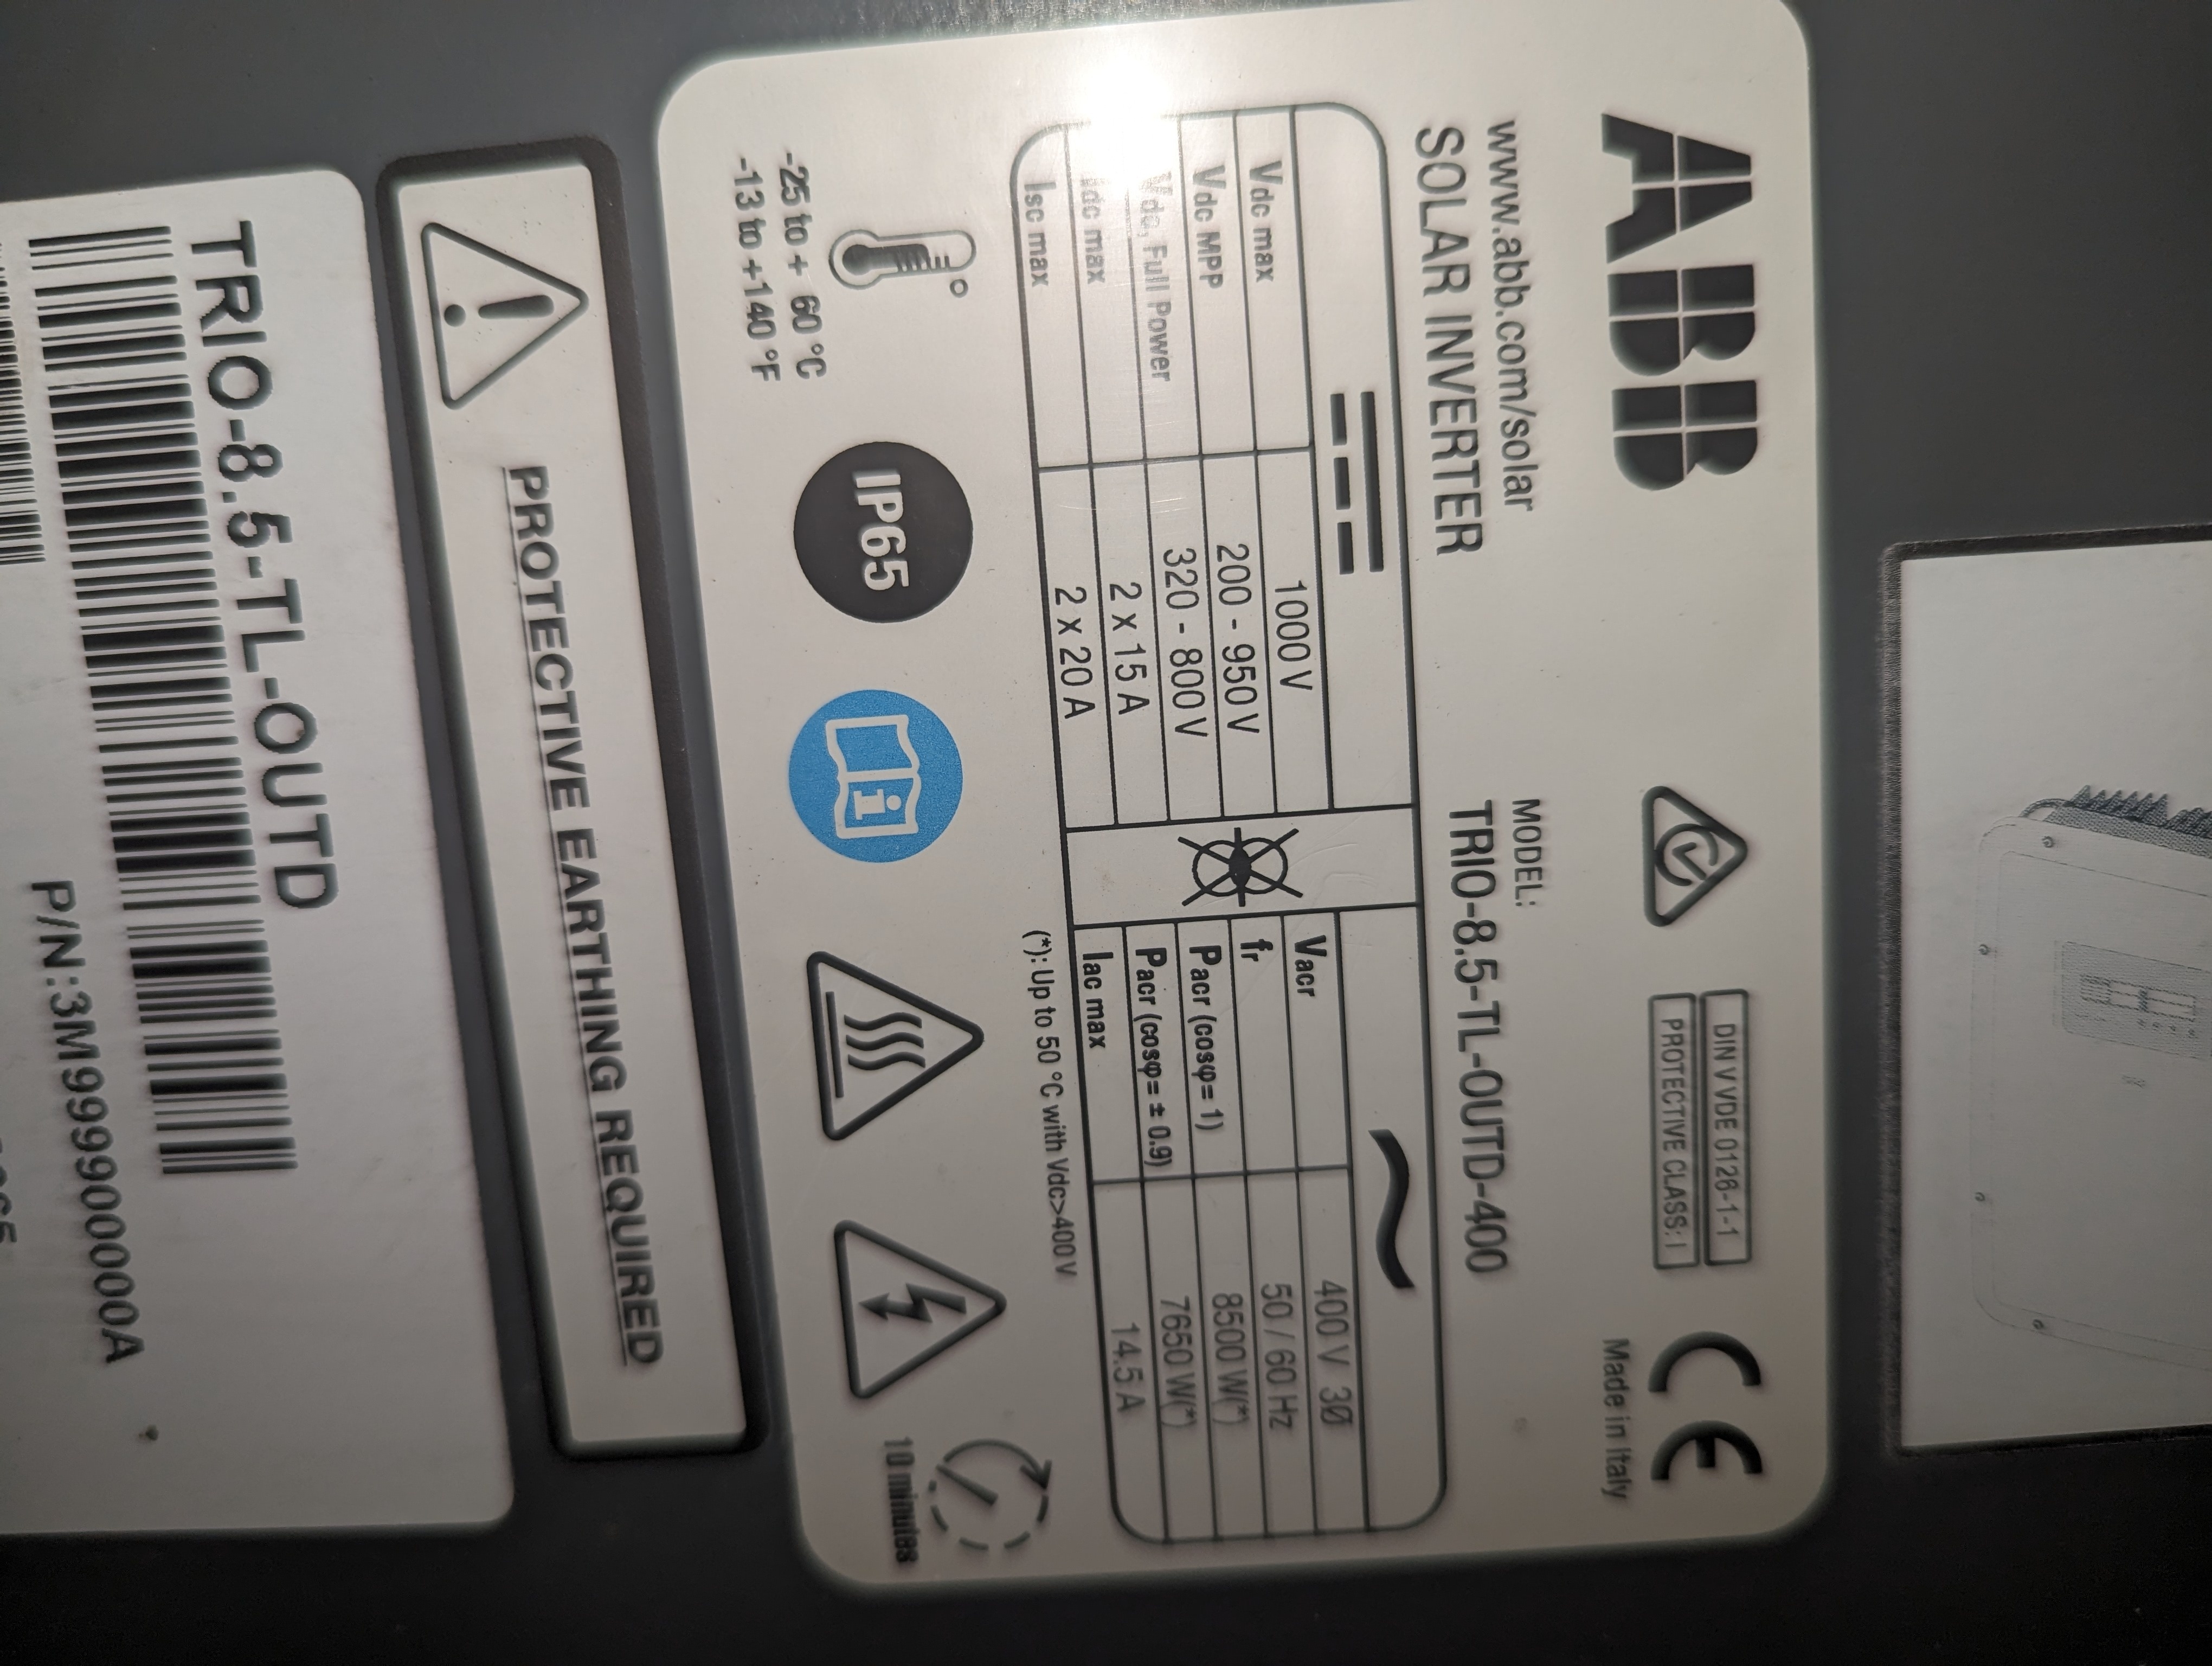 ABB
www.abb.com/solar
SOLAR INVERTER
DIN V VDE 0126-1-1
PROTECTIVE CLASS: I
CE
Made in Italy
MODEL:
TRIO-8.5-TL-OUTD-400
Vdc max 1000 V
Vdc MPP 200 - 950 V
Vdc, Full Power 320 - 800 V
Idc max 2 x 15 A
Isc max 2 x 20 A
Vacr 400 V 3Ø
fr 50 / 60 Hz
Pacr (cosφ= 1) 8500 W(*)
Pacr (cosφ= ± 0.9) 7650 W(*)
Iac max 14.5 A
(*): Up to 50 °C with Vdc>400 V
-25 to + 60 °C
-13 to +140 °F
IP65
i
10 minutes
PROTECTIVE EARTHING REQUIRED
TRIO-8.5-TL-OUTD
P/N:3M99990000000A